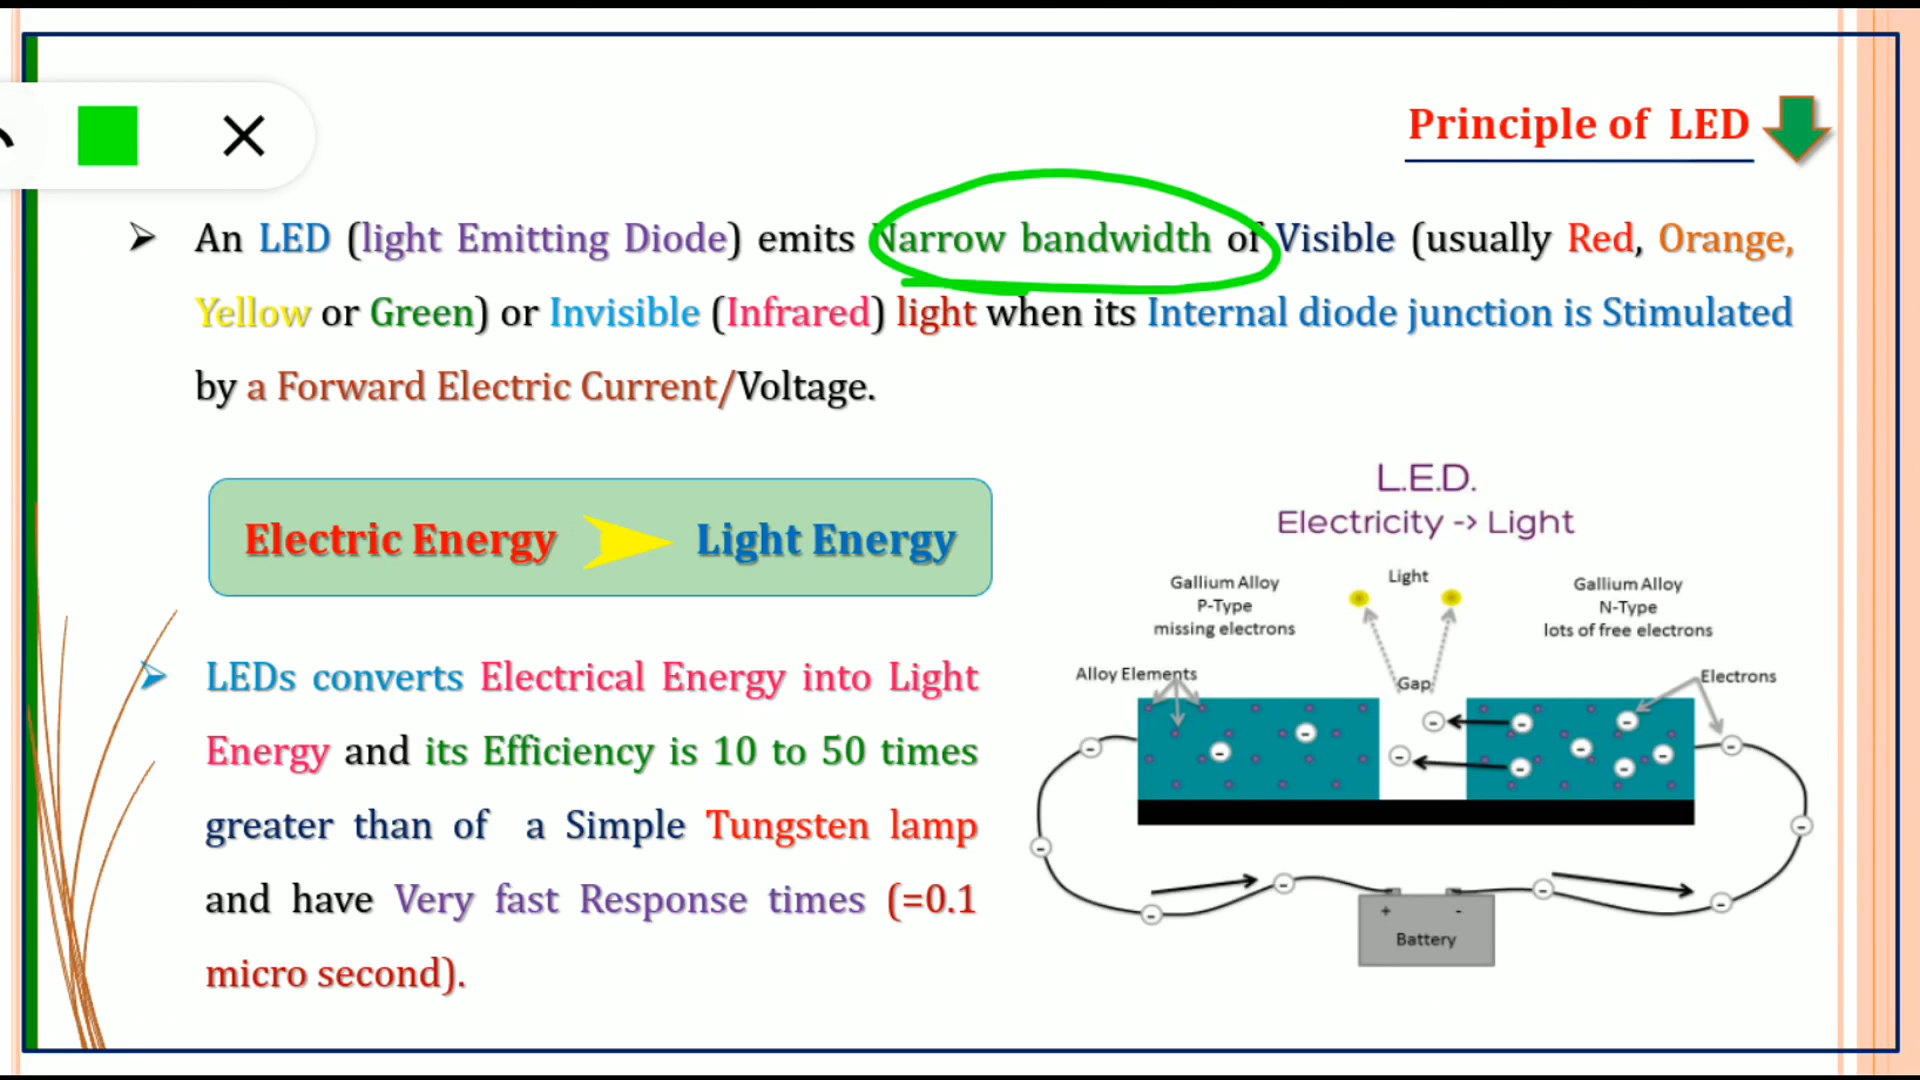 Principle of LED
An LED (light Emitting Diode) emits Narrow bandwidth of Visible (usually Red, Orange,
Yellow or Green) or Invisible (Infrared) light when its Internal diode junction is Stimulated
by a Forward Electric Current/Voltage.
Electric Energy Light Energy
LEDs converts Electrical Energy into Light
Energy and its Efficiency is 10 to 50 times
greater than of a Simple Tungsten lamp
and have Very fast Response times (=0.1
micro second).
L.E.D.
Electricity -> Light
Gallium Alloy
P-Type
missing electrons
Light
Gallium Alloy
N-Type
lots of free electrons
Alloy Elements
Gap
Electrons
+ -
Battery